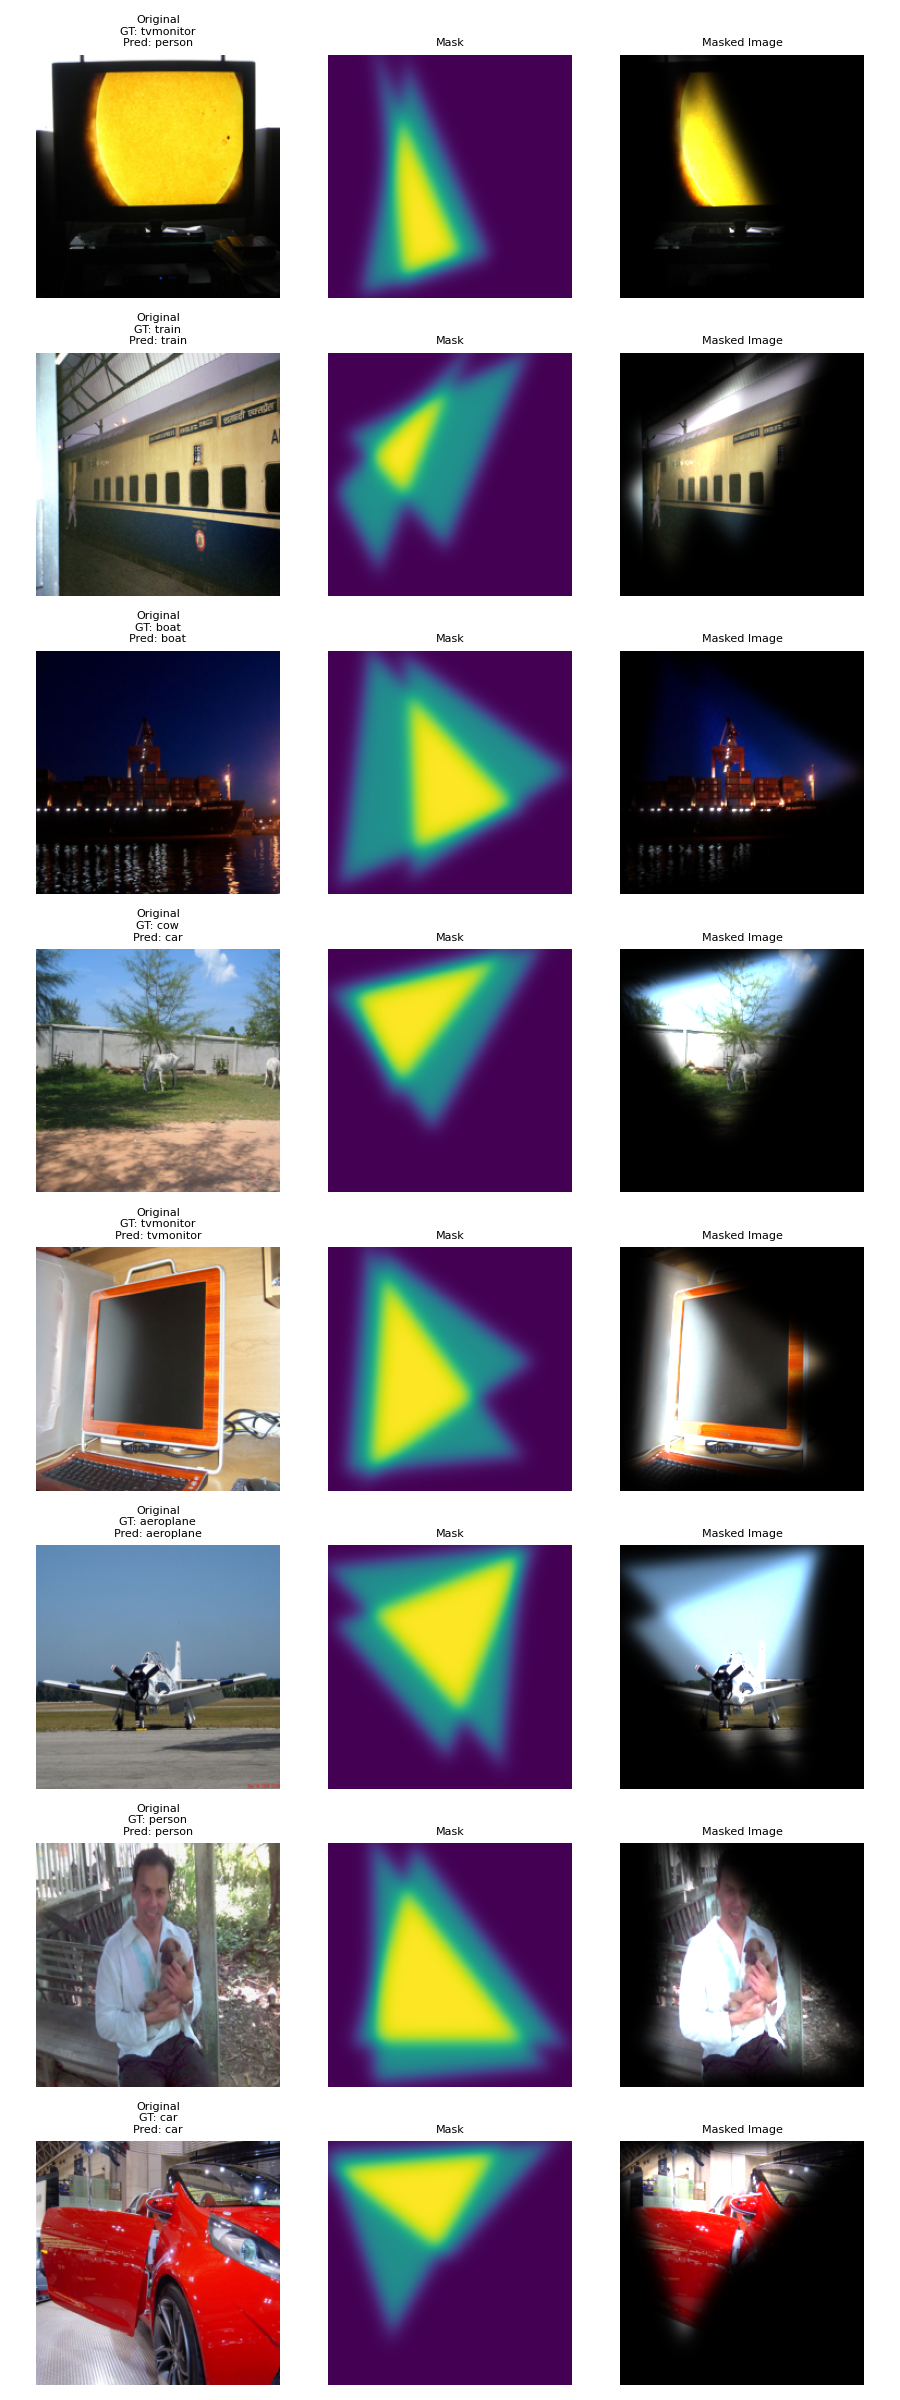 Original
GT: tvmonitor
Pred: person
Mask
Masked Image
Original
GT: train
Pred: train
Mask
Masked Image
Original
GT: boat
Pred: boat
Mask
Masked Image
Original
GT: cow
Pred: car
Mask
Masked Image
Original
GT: tvmonitor
Pred: tvmonitor
Mask
Masked Image
Original
GT: aeroplane
Pred: aeroplane
Mask
Masked Image
Original
GT: person
Pred: person
Mask
Masked Image
Original
GT: car
Pred: car
Mask
Masked Image